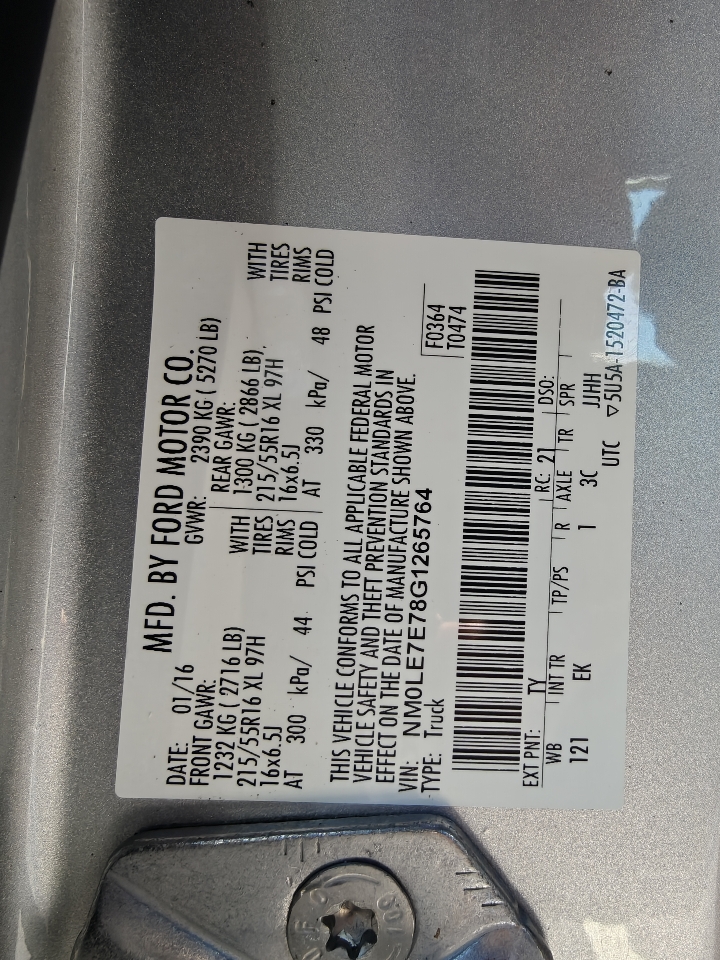 MFD. BY FORD MOTOR CO.
DATE: 01/16 GVWR: 2390 KG ( 5270 LB)
FRONT GAWR: REAR GAWR:
1232 KG ( 2716 LB) WITH 1300 KG ( 2866 LB) WITH
215/55R16 XL 97H TIRES 215/55R16 XL 97H TIRES
16x6.5J RIMS 16x6.5J RIMS
AT 300 kPa/ 44 PSI COLD AT 330 kPa/ 48 PSI COLD
THIS VEHICLE CONFORMS TO ALL APPLICABLE FEDERAL MOTOR
VEHICLE SAFETY AND THEFT PREVENTION STANDARDS IN
EFFECT ON THE DATE OF MANUFACTURE SHOWN ABOVE.
VIN: NM0LE7E78G1265764 F0364
TYPE: Truck T0474
EXT PNT: TY RC: 21 DSO:
WB INT TR TP/PS R AXLE TR SPR
121 EK 1 3C JJHH
UTC ▽5U5A-1520472-BA